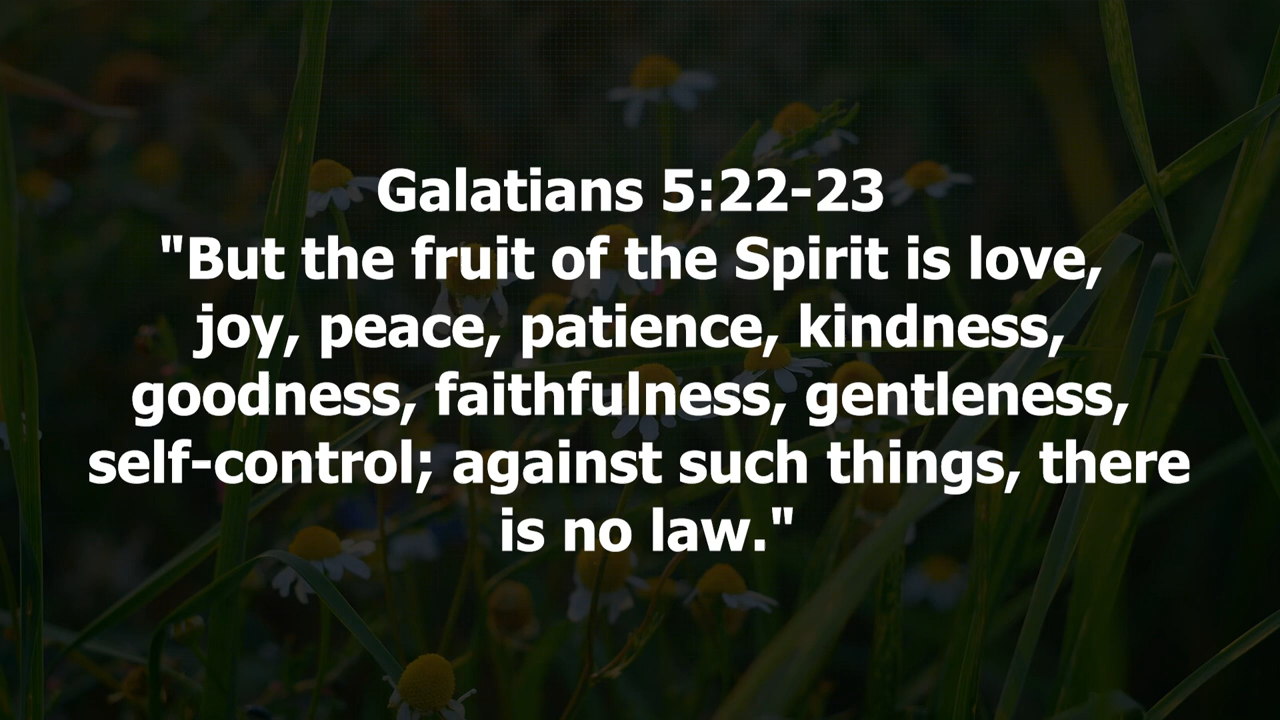 Galatians 5:22-23
"But the fruit of the Spirit is love,
joy, peace, patience, kindness,
goodness, faithfulness, gentleness,
self-control; against such things, there
is no law."